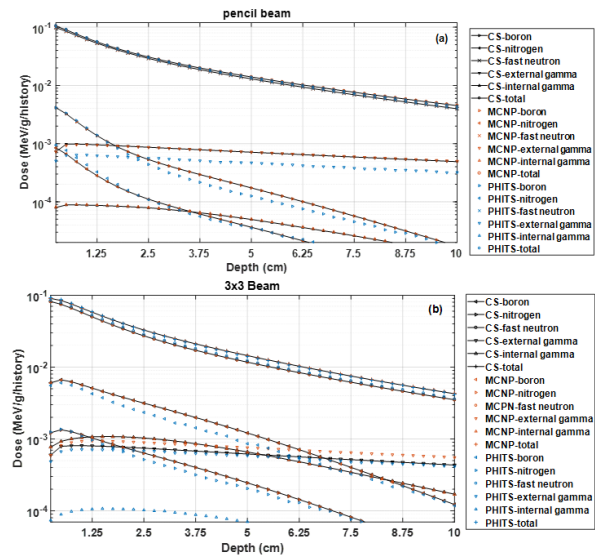 pencil beam
(a)
10^-1
10^-2
10^-3
10^-4
Dose (MeV/g/history)
1.25 2.5 3.75 5 6.25 7.5 8.75 10
Depth (cm)
CS-boron
CS-nitrogen
CS-fast neutron
CS-external gamma
CS-internal gamma
CS-total
MCNP-boron
MCNP-nitrogen
MCNP-fast neutron
MCNP-external gamma
MCNP-internal gamma
MCNP-total
PHITS-boron
PHITS-nitrogen
PHITS-fast neutron
PHITS-external gamma
PHITS-internal gamma
PHITS-total
3x3 Beam
(b)
10^-1
10^-2
10^-3
10^-4
Dose (MeV/g/history)
1.25 2.5 3.75 5 6.25 7.5 8.75 10
Depth (cm)
CS-boron
CS-nitrogen
CS-fast neutron
CS-external gamma
CS-internal gamma
CS-total
MCNP-boron
MCNP-nitrogen
MCPN-fast neutron
MCNP-external gamma
MCNP-internal gamma
MCNP-total
PHITS-boron
PHITS-nitrogen
PHITS-fast neutron
PHITS-external gamma
PHITS-internal gamma
PHITS-total